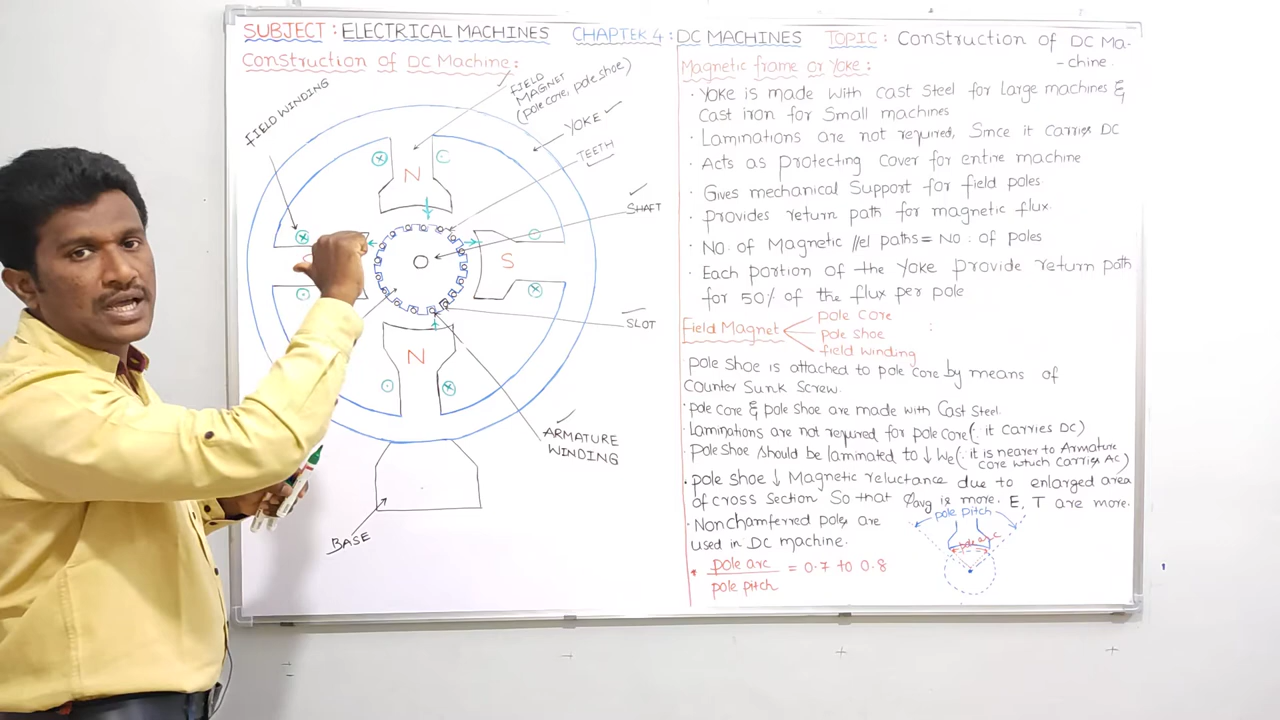 SUBJECT : ELECTRICAL MACHINES CHAPTER 4 : DC MACHINES TOPIC : Construction of DC Ma-
-chine.
Construction of DC Machine :
FIELD WINDING
FIELD
MAGNET
(pole core, pole shoe)
YOKE
TEETH
SHAFT
SLOT
ARMATURE
WINDING
BASE
N
S
N
Magnetic frame or Yoke :
· Yoke is made with cast Steel for Large machines &
Cast iron for Small machines
· Laminations are not required, Since it carries DC
· Acts as protecting cover for entire machine
· Gives mechanical Support for field poles
· provides return path for magnetic flux.
· No. of Magnetic //el paths = No. of poles
· Each portion of the Yoke provide return path
for 50% of the flux per pole
Field Magnet
pole core
pole shoe
field winding
· pole shoe is attached to pole core by means of
Counter Sunk Screw.
· pole core & pole shoe are made with Cast Steel.
· Laminations are not required for pole core (∵ it carries DC)
· pole shoe should be laminated to ↓ We (∵ it is nearer to Armature
core which carries AC)
· pole shoe ↓ Magnetic reluctance due to enlarged area
of cross section So that ϕavg is more. E, T are more.
· Non chamferred poles are
used in DC machine.
· pole arc
pole pitch
= 0.7 to 0.8
pole pitch
pole arc